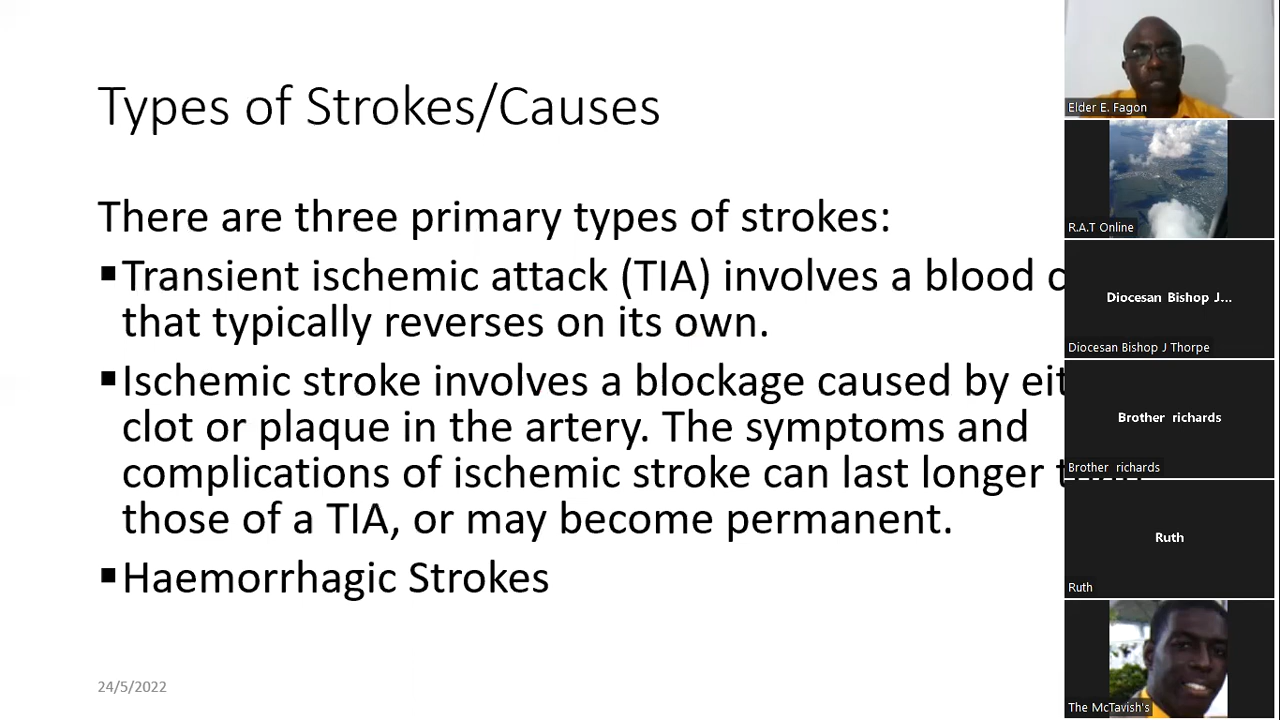 Types of Strokes/Causes
There are three primary types of strokes:
▪Transient ischemic attack (TIA) involves a blood
that typically reverses on its own.
▪Ischemic stroke involves a blockage caused by
clot or plaque in the artery. The symptoms and
complications of ischemic stroke can last longer
those of a TIA, or may become permanent.
▪Haemorrhagic Strokes
24/5/2022
Elder E. Fagon
R.A.T Online
Diocesan Bishop J...
Diocesan Bishop J Thorpe
Brother richards
Brother richards
Ruth
Ruth
The McTavish's